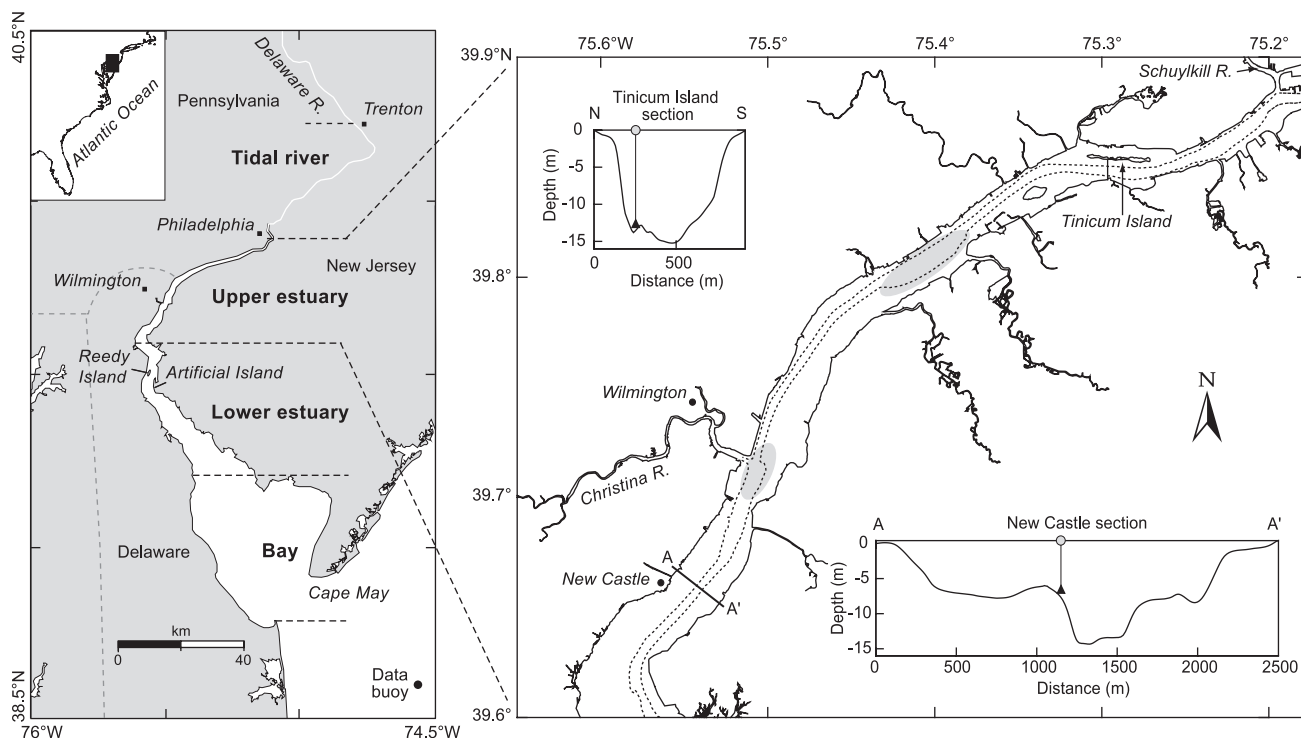 40.5°N
Atlantic Ocean
Delaware R.
Pennsylvania
Trenton
Tidal river
Philadelphia
New Jersey
Wilmington
Upper estuary
Reedy
Island
Artificial Island
Lower estuary
Delaware
Bay
Cape May
km
0
40
Data
buoy
38.5°N
76°W
74.5°W
75.6°W
75.5°
75.4°
75.3°
75.2°
39.9°N
39.8°
39.7°
39.6°
Schuylkill R.
Tinicum Island
Tinicum Island
section
N
S
Depth (m)
0
-5
-10
-15
0
500
Distance (m)
Wilmington
Christina R.
N
New Castle
A
A'
New Castle section
A
A'
Depth (m)
0
-5
-10
-15
0
500
1000
1500
2000
2500
Distance (m)